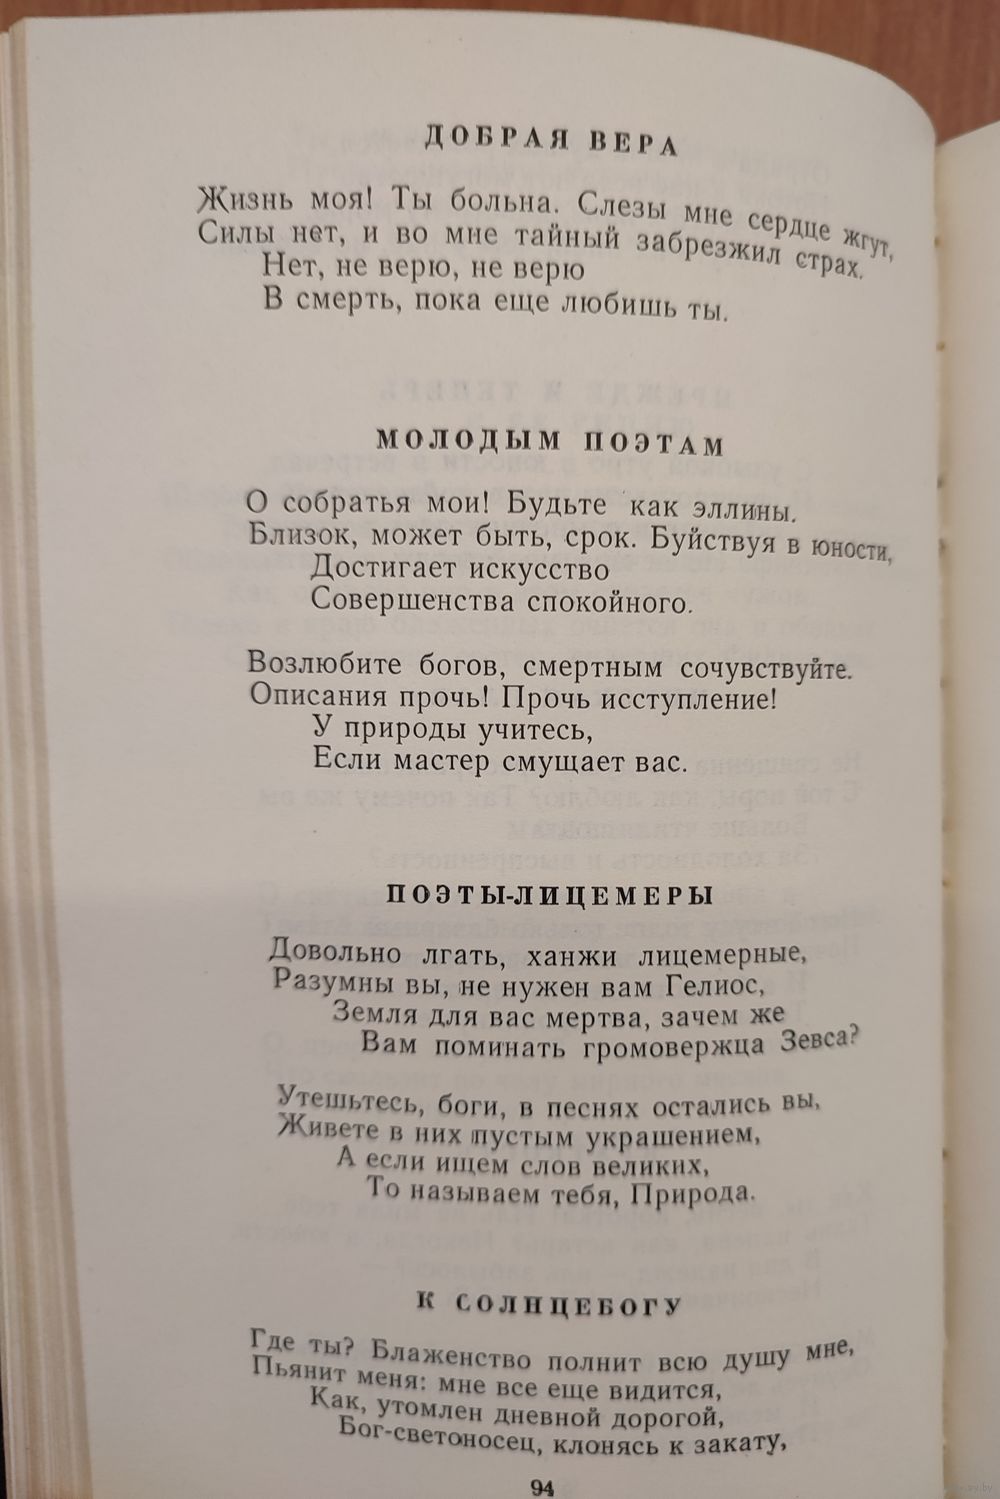 ДОБРАЯ ВЕРА
Жизнь моя! Ты больна. Слезы мне сердце жгут,
Силы нет, и во мне тайный забрезжил страх.
Нет, не верю, не верю
В смерть, пока еще любишь ты.
МОЛОДЫМ ПОЭТАМ
О собратья мои! Будьте как эллины.
Близок, может быть, срок. Буйствуя в юности,
Достигает искусство
Совершенства спокойного.
Возлюбите богов, смертным сочувствуйте.
Описания прочь! Прочь исступление!
У природы учитесь,
Если мастер смущает вас.
ПОЭТЫ-ЛИЦЕМЕРЫ
Довольно лгать, ханжи лицемерные,
Разумны вы, не нужен вам Гелиос,
Земля для вас мертва, зачем же
Вам поминать громовержца Зевса?
Утешьтесь, боги, в песнях остались вы,
Живете в них пустым украшением,
А если ищем слов великих,
То называем тебя, Природа.
К СОЛНЦЕБОГУ
Где ты? Блаженство полнит всю душу мне,
Пьянит меня: мне все еще видится,
Как, утомлен дневной дорогой,
Бог-светоносец, клонясь к закату,
94